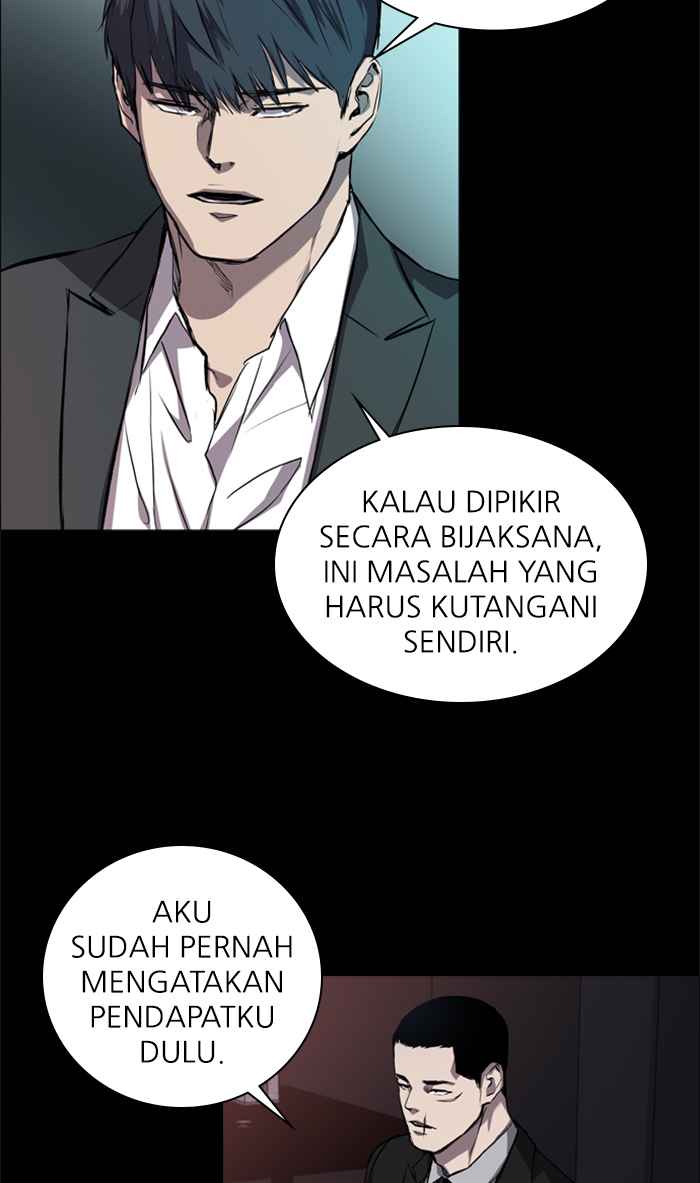 KALAU DIPIKIR
SECARA BIJAKSANA,
INI MASALAH YANG
HARUS KUTANGANI
SENDIRI.
AKU
SUDAH PERNAH
MENGATAKAN
PENDAPATKU
DULU.